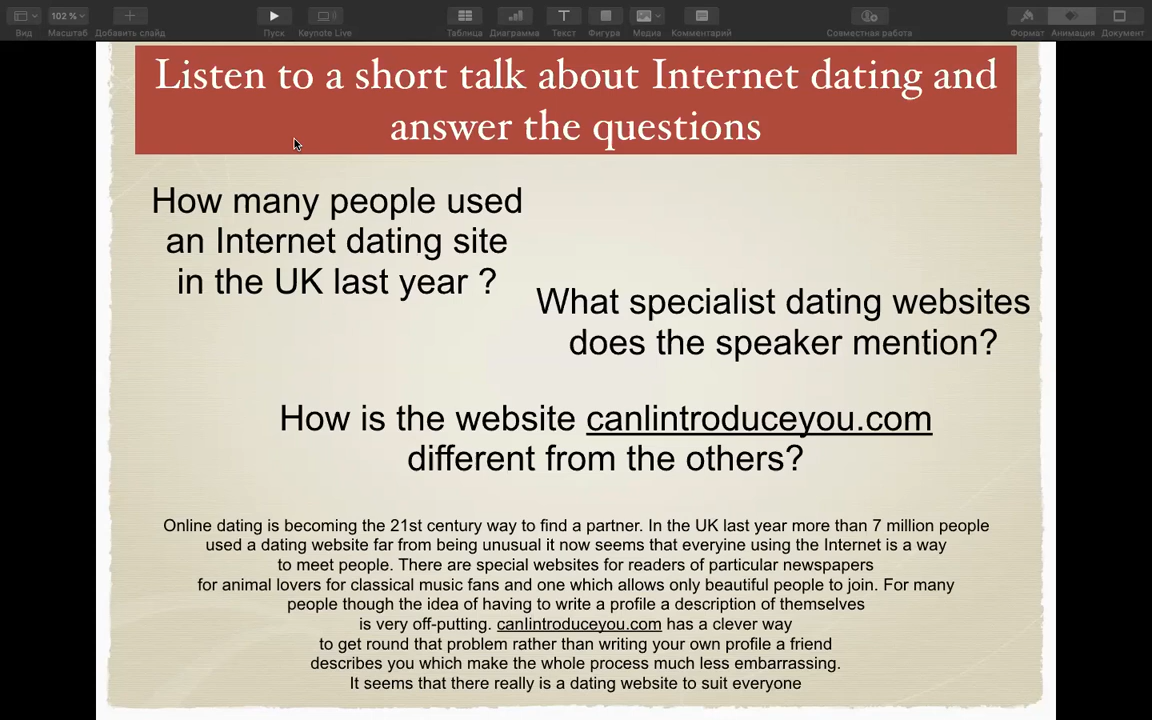 102 %
Вид
Масштаб
Добавить слайд
Пуск
Keynote Live
Таблица
Диаграмма
Текст
Фигура
Медиа
Комментарий
Совместная работа
Формат
Анимация
Документ
Listen to a short talk about Internet dating and
answer the questions
How many people used
an Internet dating site
in the UK last year ?
What specialist dating websites
does the speaker mention?
How is the website canlintroduceyou.com
different from the others?
Online dating is becoming the 21st century way to find a partner. In the UK last year more than 7 million people
used a dating website far from being unusual it now seems that everyine using the Internet is a way
to meet people. There are special websites for readers of particular newspapers
for animal lovers for classical music fans and one which allows only beautiful people to join. For many
people though the idea of having to write a profile a description of themselves
is very off-putting. canlintroduceyou.com has a clever way
to get round that problem rather than writing your own profile a friend
describes you which make the whole process much less embarrassing.
It seems that there really is a dating website to suit everyone